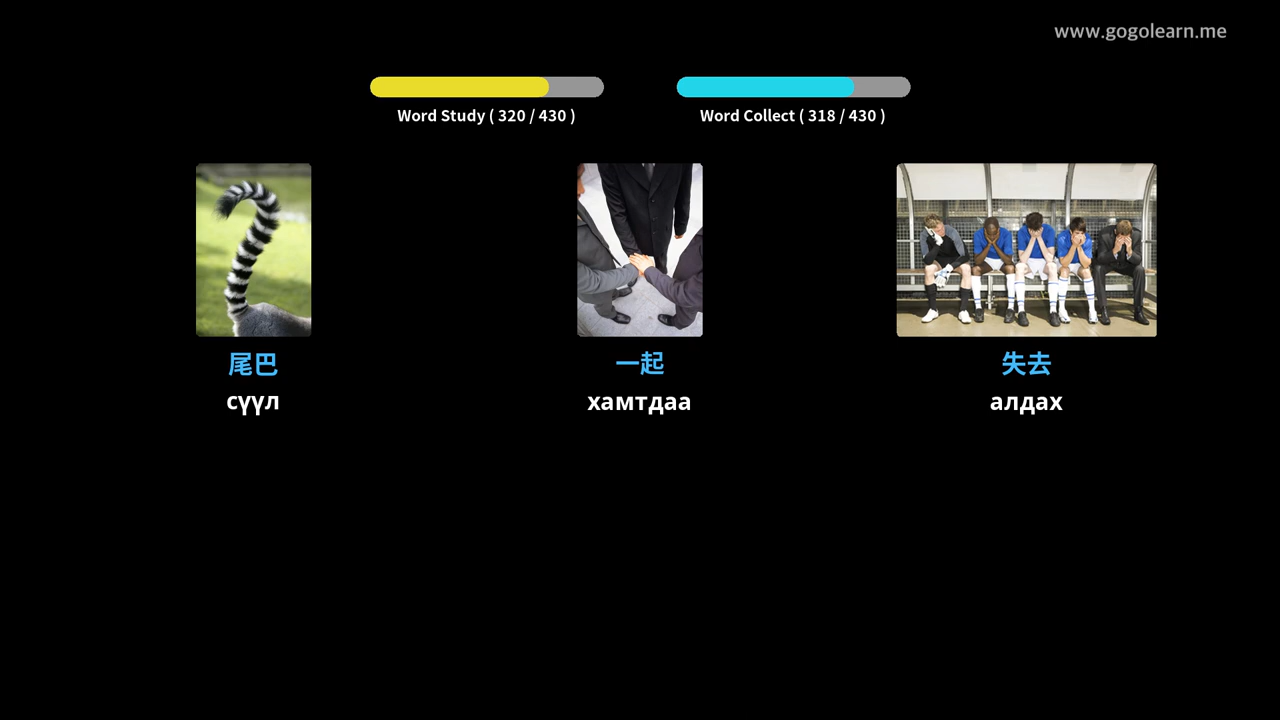 www.gogolearn.me
Word Study ( 320 / 430 )
Word Collect ( 318 / 430 )
尾巴
一起
失去
сүүл
хамтдаа
алдах